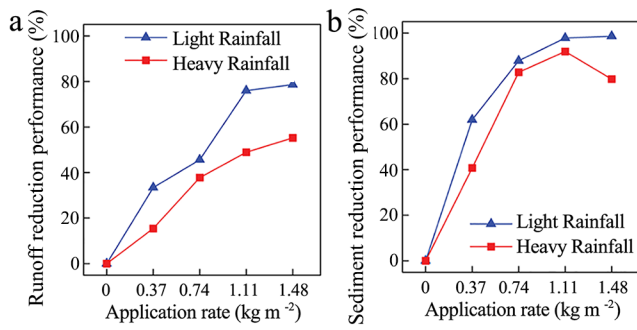 a
Runoff reduction performance (%)
100
80
60
40
20
0
Light Rainfall
Heavy Rainfall
0 0.37 0.74 1.11 1.48
Application rate (kg m⁻²)
b
Sediment reduction performance (%)
100
80
60
40
20
0
Light Rainfall
Heavy Rainfall
0 0.37 0.74 1.11 1.48
Application rate (kg m⁻²)